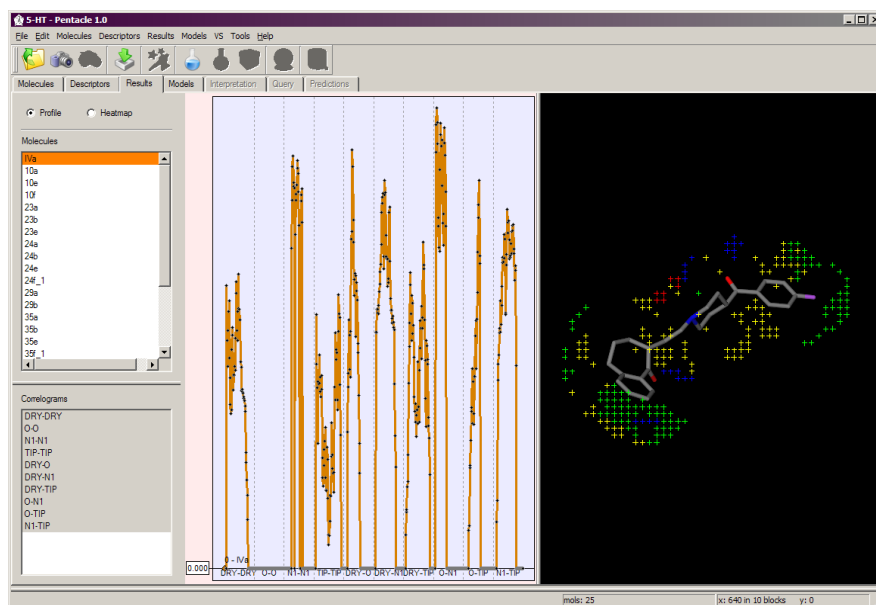 5-HT - Pentacle 1.0
File Edit Molecules Descriptors Results Models VS Tools Help
Molecules Descriptors Results Models Interpretation Query Predictions
Profile Heatmap
Molecules
IVa
10a
10e
10f
23a
23b
23e
24a
24b
24e
24f_1
29a
29b
35a
35b
35e
35f_1
Correlograms
DRY-DRY
O-O
N1-N1
TIP-TIP
DRY-O
DRY-N1
DRY-TIP
O-N1
O-TIP
N1-TIP
0 - IVa
0.000
DRY-DRY O-O N1-N1 TIP-TIP DRY-O DRY-N1 DRY-TIP O-N1 O-TIP N1-TIP
mols: 25 x: 640 in 10 blocks y: 0